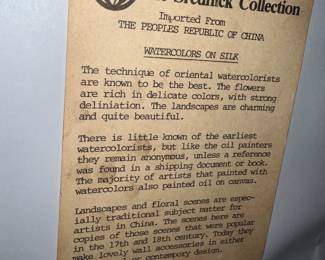 Srednick Collection
Imported From
THE PEOPLES REPUBLIC OF CHINA
WATERCOLORS ON SILK
The technique of oriental watercolorists
are known to be the best. The flowers
are rich in delicate colors, with strong
deliniation. The landscapes are charming
and quite beautiful.
There is little known of the earliest
watercolorists, but like the oil painters
they remain anonymous, unless a reference
was found in a shipping document or book.
The majority of artists that painted with
watercolors also painted oil on canvas.
Landscapes and floral scenes are espec-
ially traditional subject matter for
artists in China. The scenes here are
copies of those scenes that were popular
in the 17th and 18th century. Today they
make lovely wall accessories in either
or contempory design.